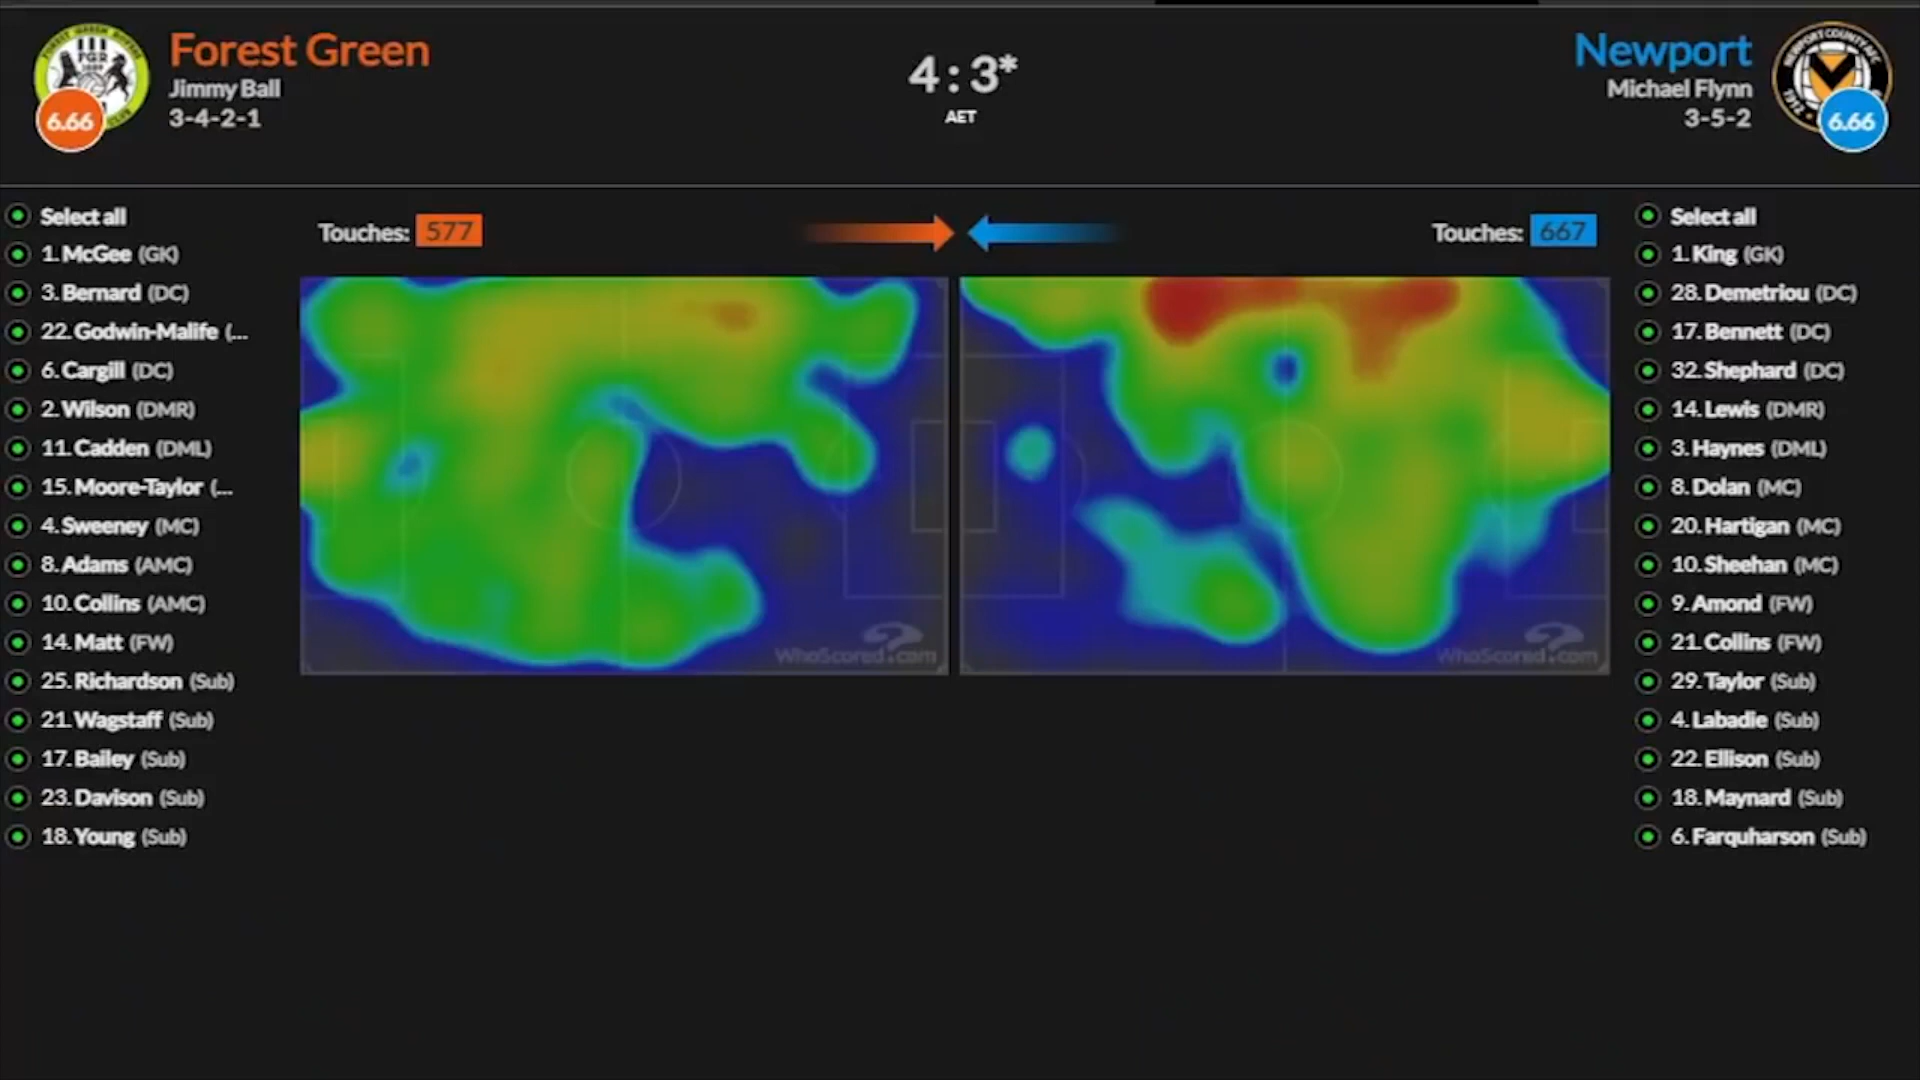 Forest Green
Jimmy Ball
3-4-2-1
6.66
4 : 3*
AET
Newport
Michael Flynn
3-5-2
6.66
Select all
1. McGee (GK)
3. Bernard (DC)
22. Godwin-Malife (...
6. Cargill (DC)
2. Wilson (DMR)
11. Cadden (DML)
15. Moore-Taylor (...
4. Sweeney (MC)
8. Adams (AMC)
10. Collins (AMC)
14. Matt (FW)
25. Richardson (Sub)
21. Wagstaff (Sub)
17. Bailey (Sub)
23. Davison (Sub)
18. Young (Sub)
Touches: 577
Touches: 667
WhoScored.com
WhoScored.com
Select all
1. King (GK)
28. Demetriou (DC)
17. Bennett (DC)
32. Shephard (DC)
14. Lewis (DMR)
3. Haynes (DML)
8. Dolan (MC)
20. Hartigan (MC)
10. Sheehan (MC)
9. Amond (FW)
21. Collins (FW)
29. Taylor (Sub)
4. Labadie (Sub)
22. Ellison (Sub)
18. Maynard (Sub)
6. Farquharson (Sub)